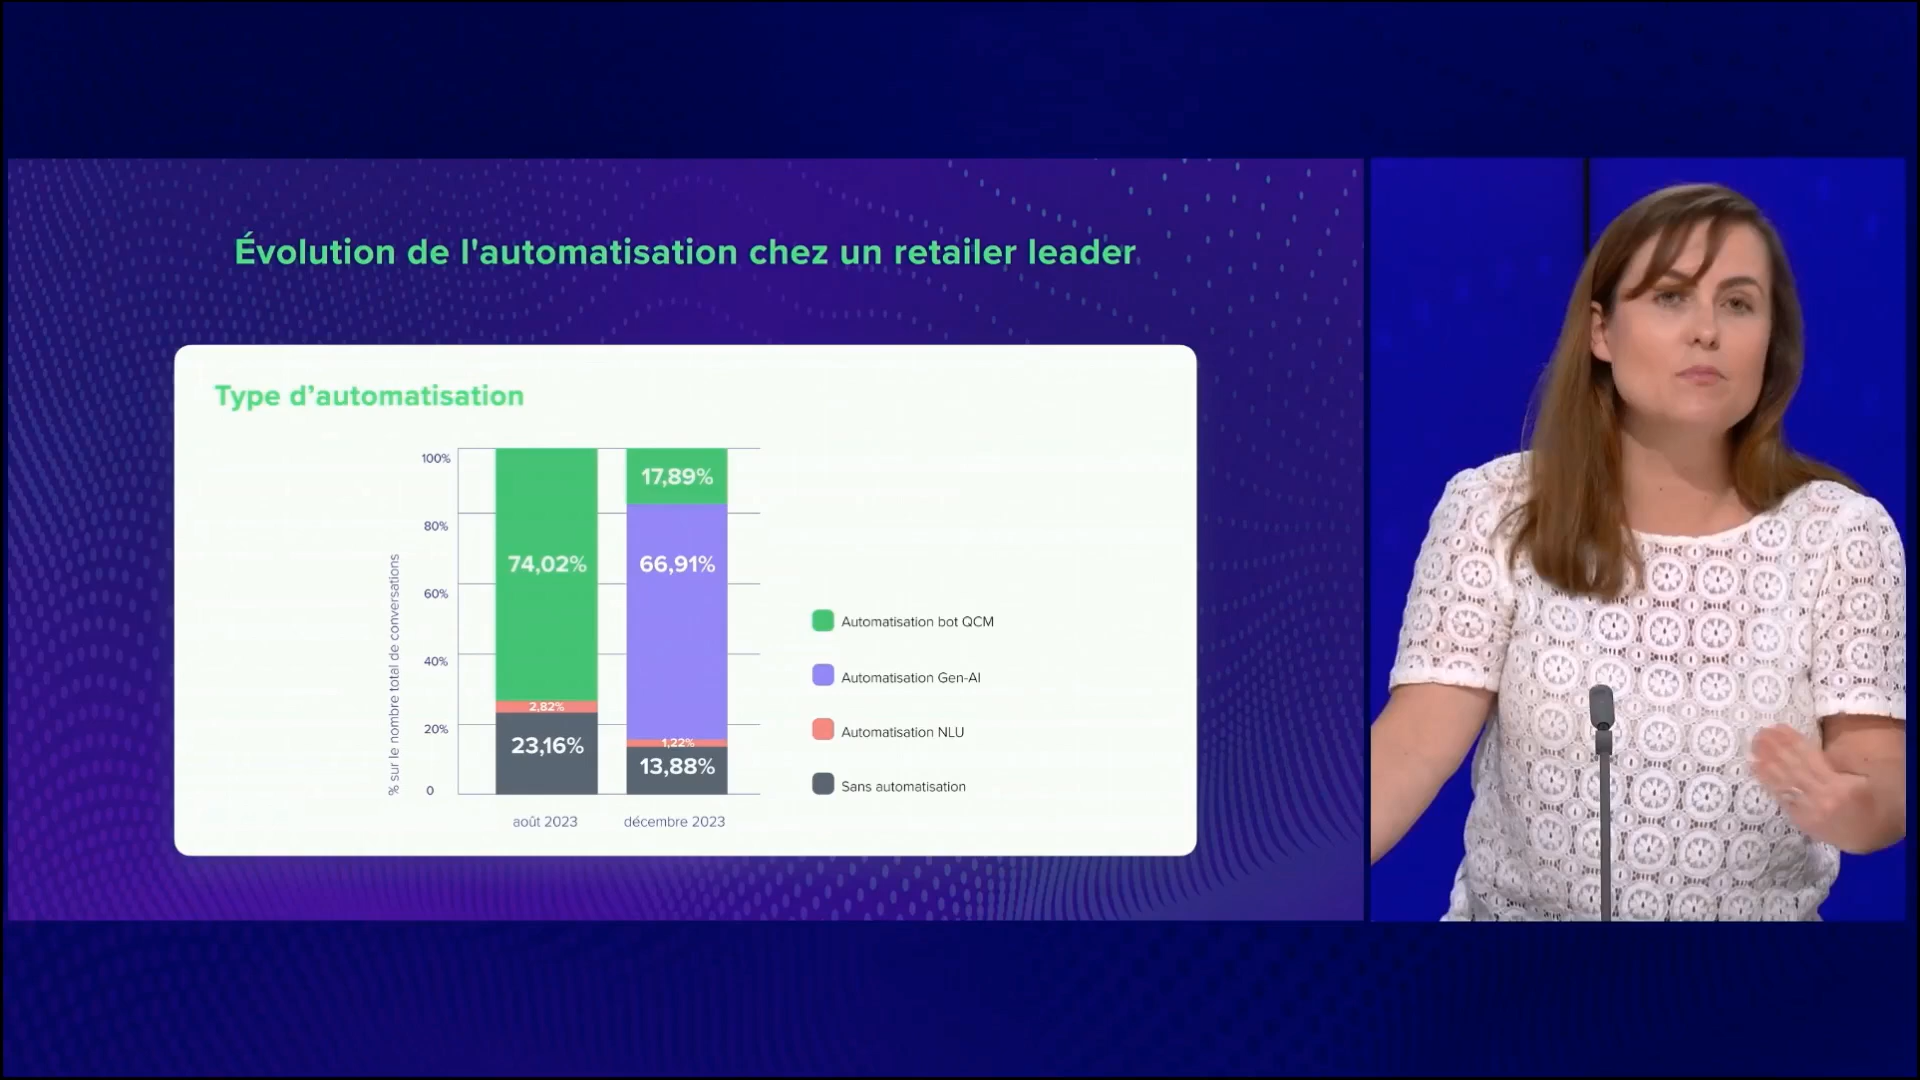 Évolution de l'automatisation chez un retailer leader
Type d'automatisation
% sur le nombre total de conversations
100%
80%
60%
40%
20%
0
74,02%
2,82%
23,16%
17,89%
66,91%
1,22%
13,88%
août 2023
décembre 2023
Automatisation bot QCM
Automatisation Gen-AI
Automatisation NLU
Sans automatisation